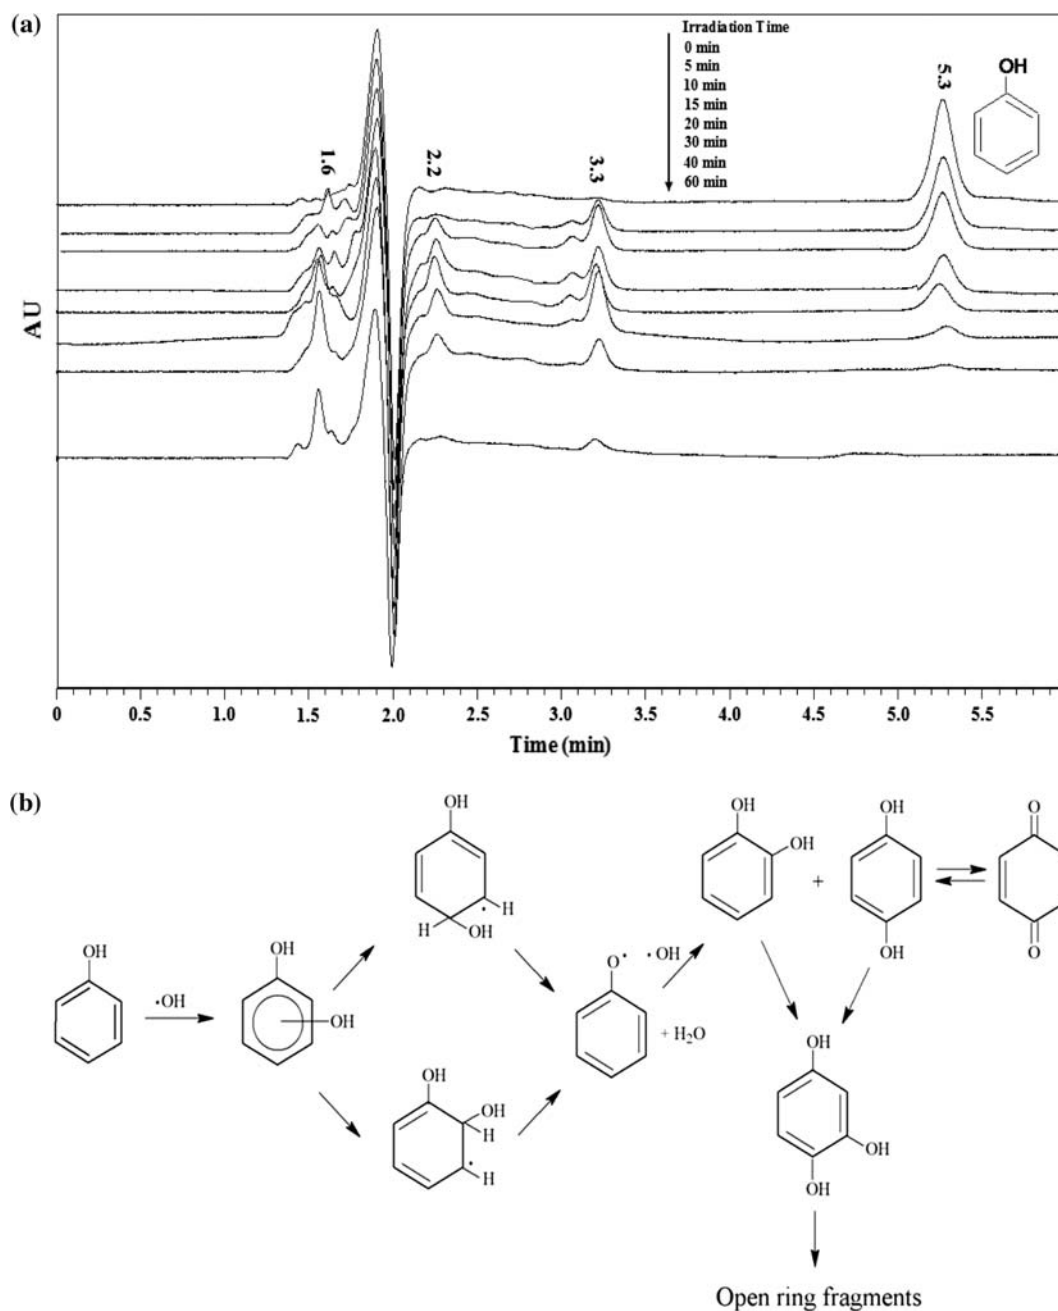 (a)
Irradiation Time
0 min
5 min
10 min
15 min
20 min
30 min
40 min
60 min
1.6
2.2
3.3
5.3
OH
AU
0 0.5 1.0 1.5 2.0 2.5 3.0 3.5 4.0 4.5 5.0 5.5
Time (min)
(b)
OH
·OH
OH
OH
OH
H
OH
·
H
OH
OH
H
·
H
O·
·OH
+ H₂O
OH
OH
+
OH
OH
O
O
OH
OH
OH
Open ring fragments